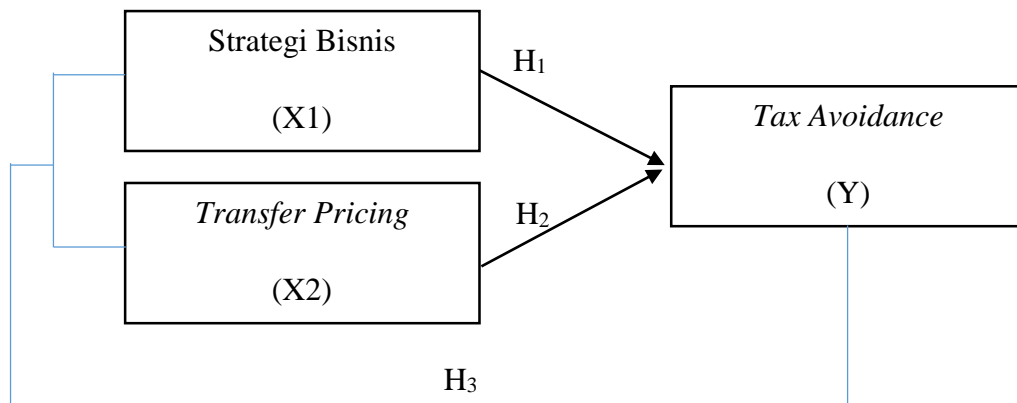 Strategi Bisnis
(X1)
H1
Tax Avoidance
(Y)
Transfer Pricing
(X2)
H2
H3